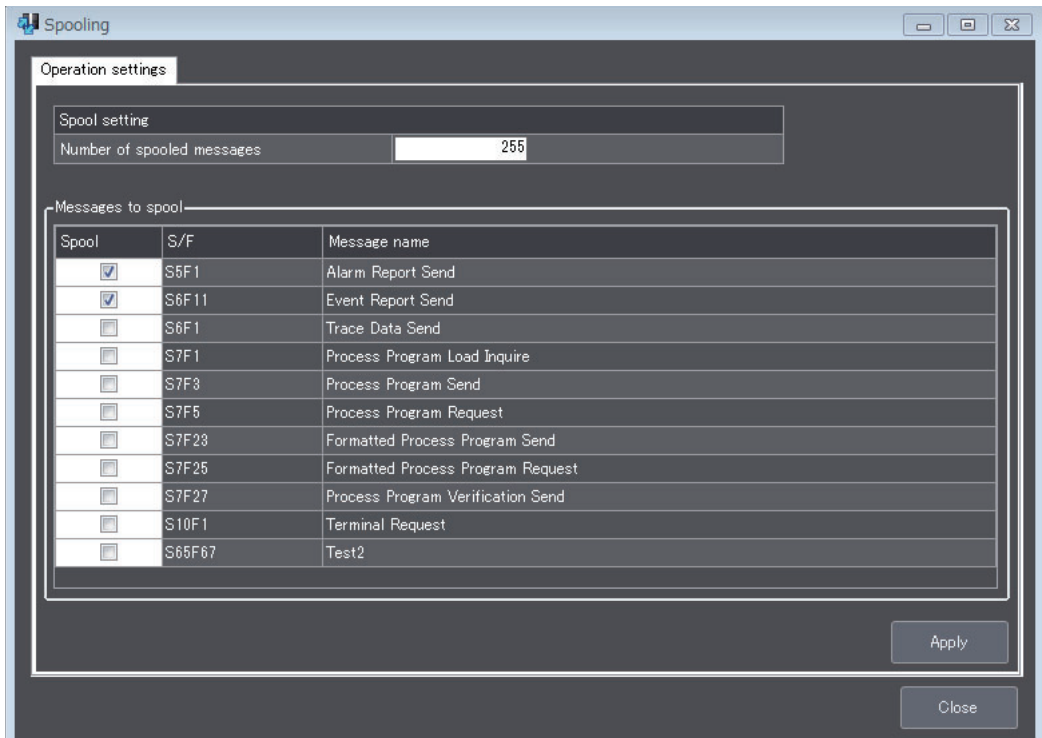 Spooling
Operation settings
Spool setting
Number of spooled messages 255
Messages to spool
Spool S/F Message name
S5F1 Alarm Report Send
S6F11 Event Report Send
S6F1 Trace Data Send
S7F1 Process Program Load Inquire
S7F3 Process Program Send
S7F5 Process Program Request
S7F23 Formatted Process Program Send
S7F25 Formatted Process Program Request
S7F27 Process Program Verification Send
S10F1 Terminal Request
S65F67 Test2
Apply
Close